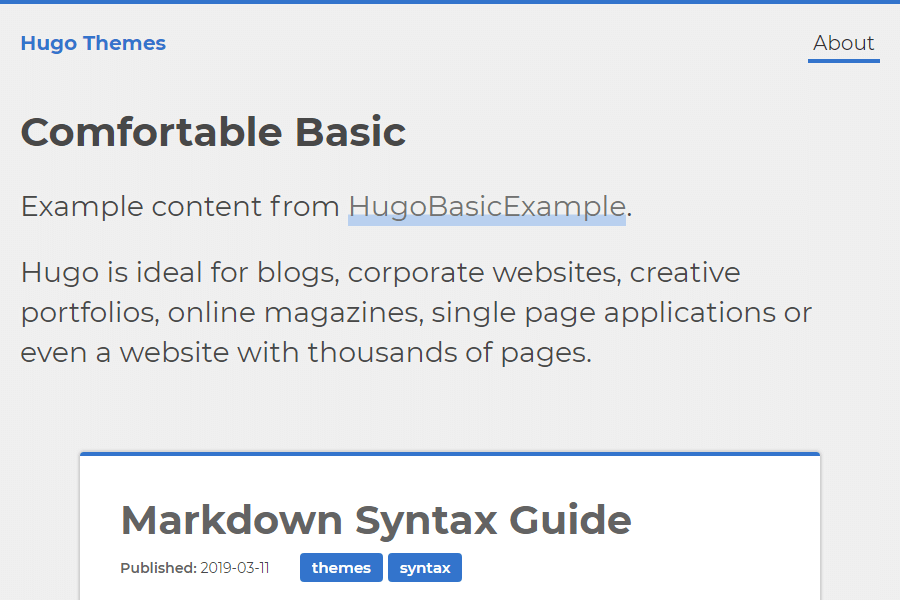 Hugo Themes
About
Comfortable Basic
Example content from HugoBasicExample.
Hugo is ideal for blogs, corporate websites, creative
portfolios, online magazines, single page applications or
even a website with thousands of pages.
Markdown Syntax Guide
Published: 2019-03-11 themes syntax